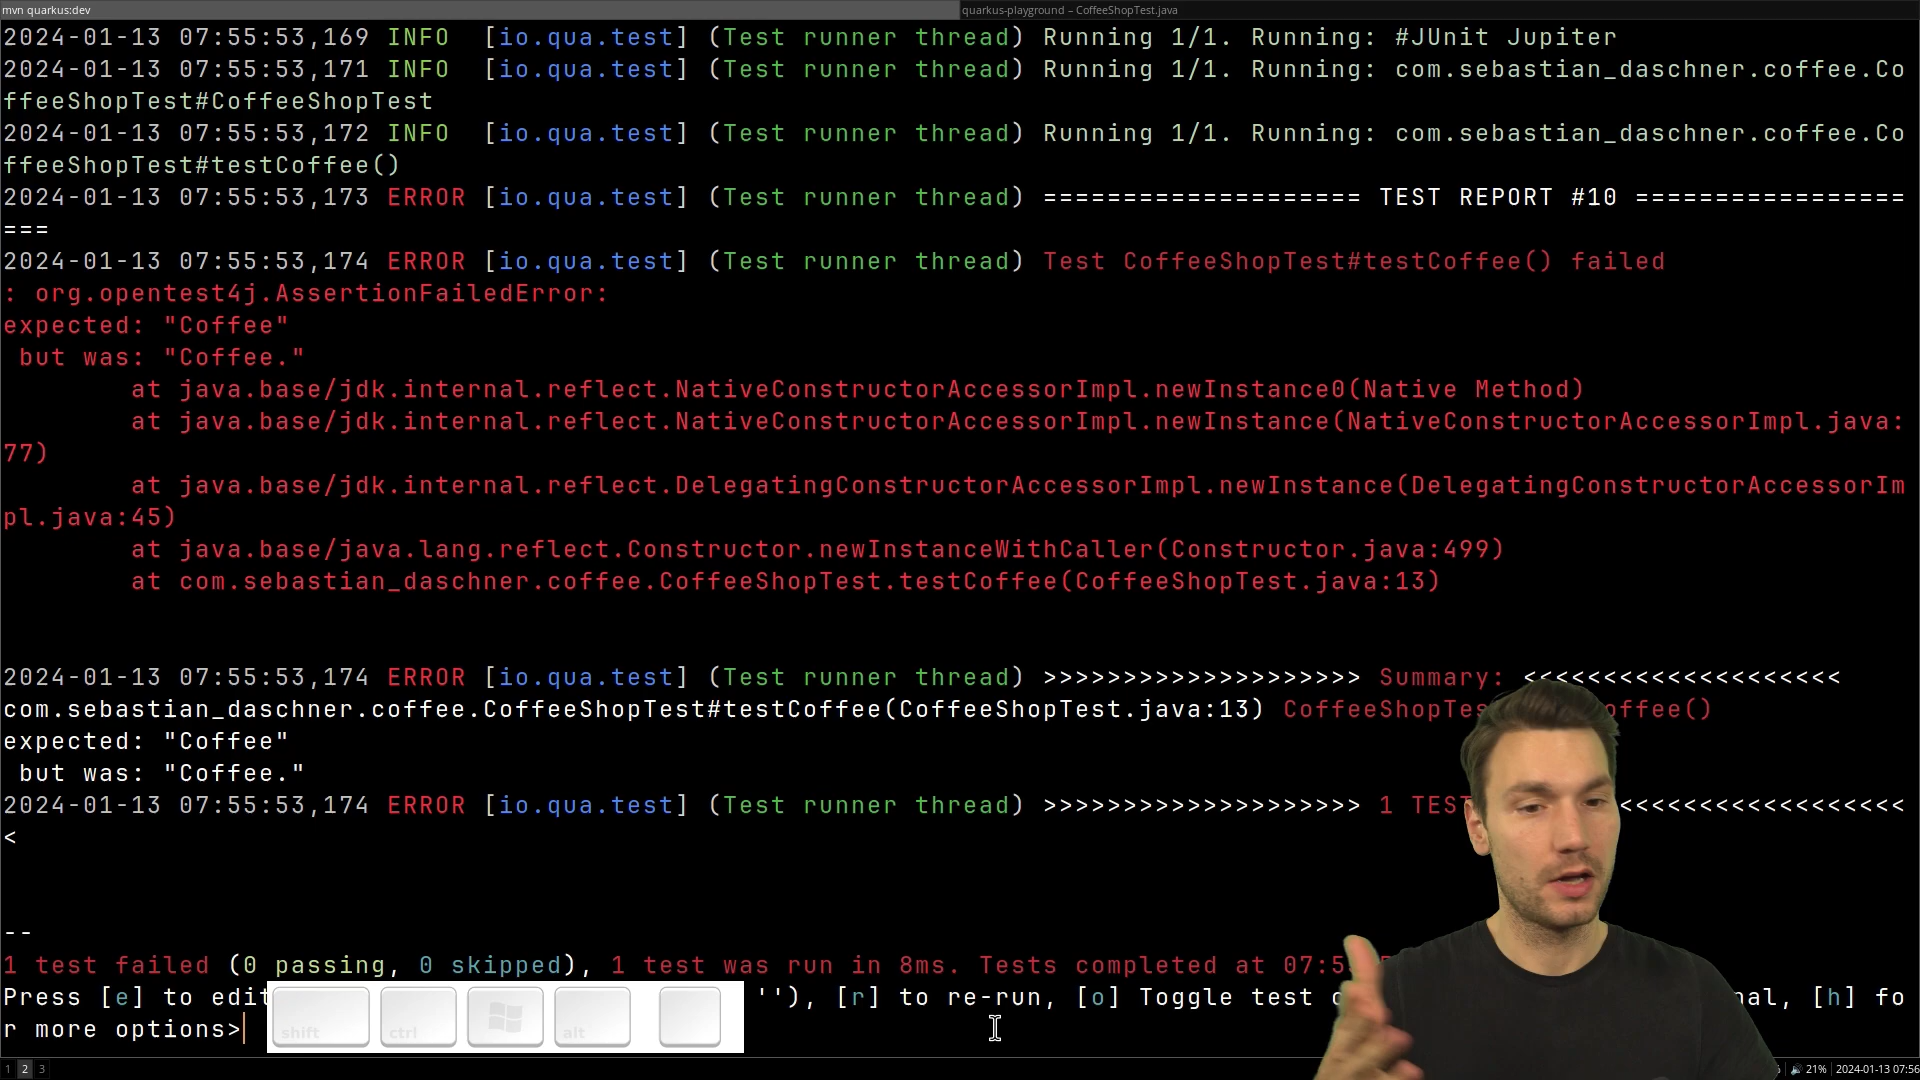 mvn quarkus:dev
quarkus-playground – CoffeeShopTest.java
2024-01-13 07:55:53,169 INFO  [io.qua.test] (Test runner thread) Running 1/1. Running: #JUnit Jupiter
2024-01-13 07:55:53,171 INFO  [io.qua.test] (Test runner thread) Running 1/1. Running: com.sebastian_daschner.coffee.Co
ffeeShopTest#CoffeeShopTest
2024-01-13 07:55:53,172 INFO  [io.qua.test] (Test runner thread) Running 1/1. Running: com.sebastian_daschner.coffee.Co
ffeeShopTest#testCoffee()
2024-01-13 07:55:53,173 ERROR [io.qua.test] (Test runner thread) ==================== TEST REPORT #10 =================
===
2024-01-13 07:55:53,174 ERROR [io.qua.test] (Test runner thread) Test CoffeeShopTest#testCoffee() failed
: org.opentest4j.AssertionFailedError:
expected: "Coffee"
 but was: "Coffee."
        at java.base/jdk.internal.reflect.NativeConstructorAccessorImpl.newInstance0(Native Method)
        at java.base/jdk.internal.reflect.NativeConstructorAccessorImpl.newInstance(NativeConstructorAccessorImpl.java:
77)
        at java.base/jdk.internal.reflect.DelegatingConstructorAccessorImpl.newInstance(DelegatingConstructorAccessorIm
pl.java:45)
        at java.base/java.lang.reflect.Constructor.newInstanceWithCaller(Constructor.java:499)
        at com.sebastian_daschner.coffee.CoffeeShopTest.testCoffee(CoffeeShopTest.java:13)
2024-01-13 07:55:53,174 ERROR [io.qua.test] (Test runner thread) >>>>>>>>>>>>>>>>>>>> Summary: <<<<<<<<<<<<<<<<<<<<
com.sebastian_daschner.coffee.CoffeeShopTest#testCoffee(CoffeeShopTest.java:13) CoffeeShopTes offee()
expected: "Coffee"
 but was: "Coffee."
2024-01-13 07:55:53,174 ERROR [io.qua.test] (Test runner thread) >>>>>>>>>>>>>>>>>>>> 1 TEST <<<<<<<<<<<<<<<<<<
<
--
1 test failed (0 passing, 0 skipped), 1 test was run in 8ms. Tests completed at 07:5
Press [e] to edit ''), [r] to re-run, [o] Toggle test nal, [h] fo
r more options>
shift ctrl alt
1 2 3
21% 2024-01-13 07:56